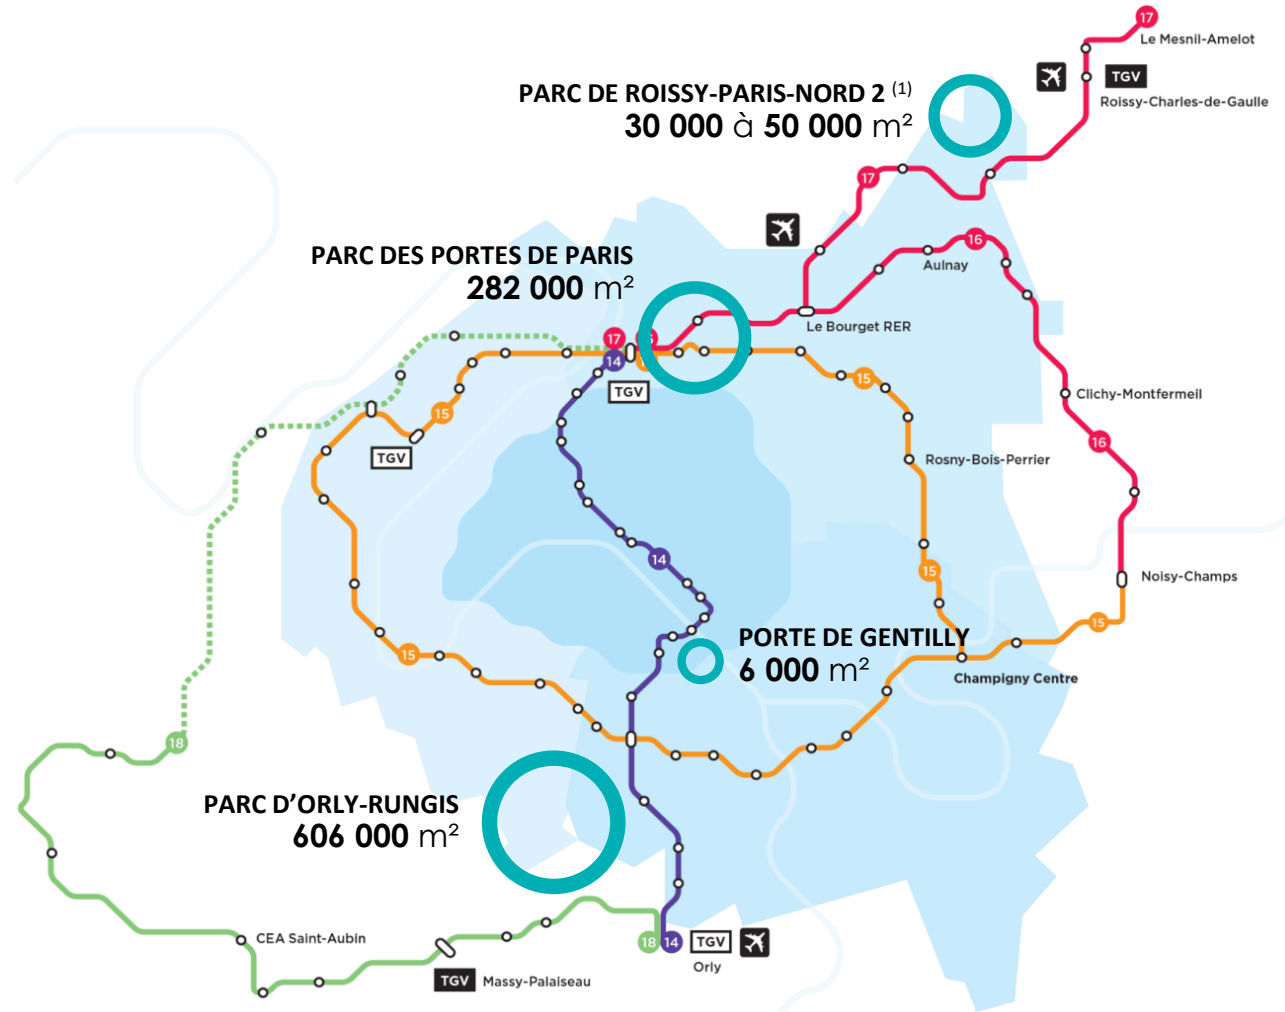 17
Le Mesnil-Amelot
TGV
Roissy-Charles-de-Gaulle
PARC DE ROISSY-PARIS-NORD 2 (1)
30 000 à 50 000 m²
17
PARC DES PORTES DE PARIS
282 000 m²
16
Aulnay
Le Bourget RER
17
14
TGV
15
15
TGV
Clichy-Montfermeil
16
Rosny-Bois-Perrier
14
15
Noisy-Champs
15
PORTE DE GENTILLY
6 000 m²
15
Champigny Centre
18
PARC D'ORLY-RUNGIS
606 000 m²
CEA Saint-Aubin
18
14
TGV
Orly
TGV
Massy-Palaiseau